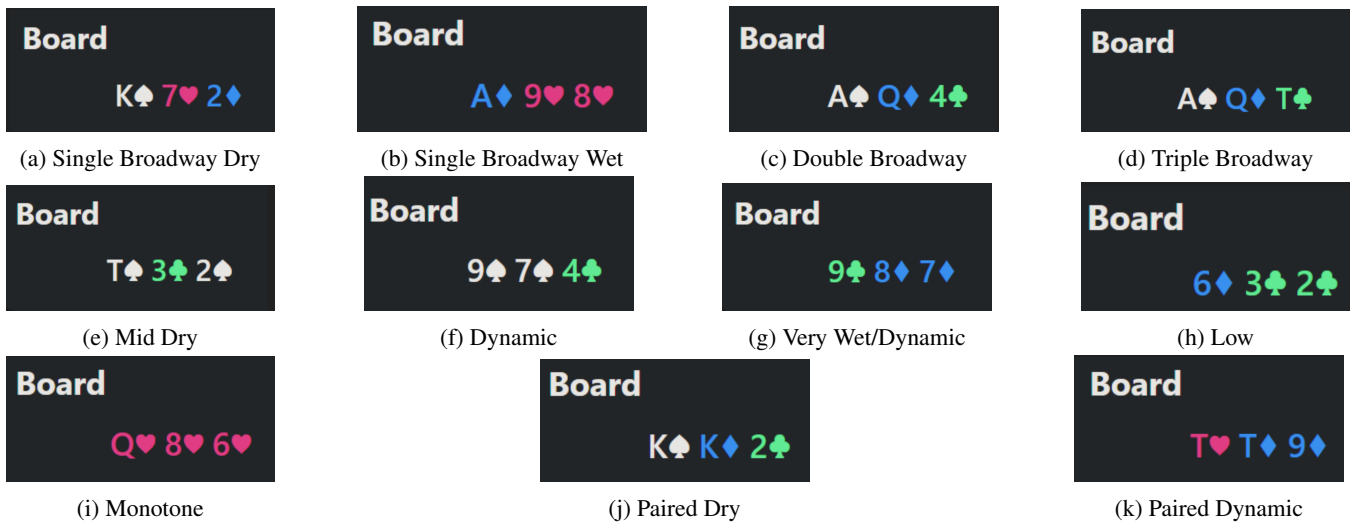 Board
K♠ 7♥ 2♦
(a) Single Broadway Dry
Board
A♦ 9♥ 8♥
(b) Single Broadway Wet
Board
A♠ Q♦ 4♣
(c) Double Broadway
Board
A♠ Q♦ T♣
(d) Triple Broadway
Board
T♠ 3♣ 2♠
(e) Mid Dry
Board
9♠ 7♠ 4♣
(f) Dynamic
Board
9♣ 8♦ 7♦
(g) Very Wet/Dynamic
Board
6♦ 3♣ 2♣
(h) Low
Board
Q♥ 8♥ 6♥
(i) Monotone
Board
K♠ K♦ 2♣
(j) Paired Dry
Board
T♥ T♦ 9♦
(k) Paired Dynamic